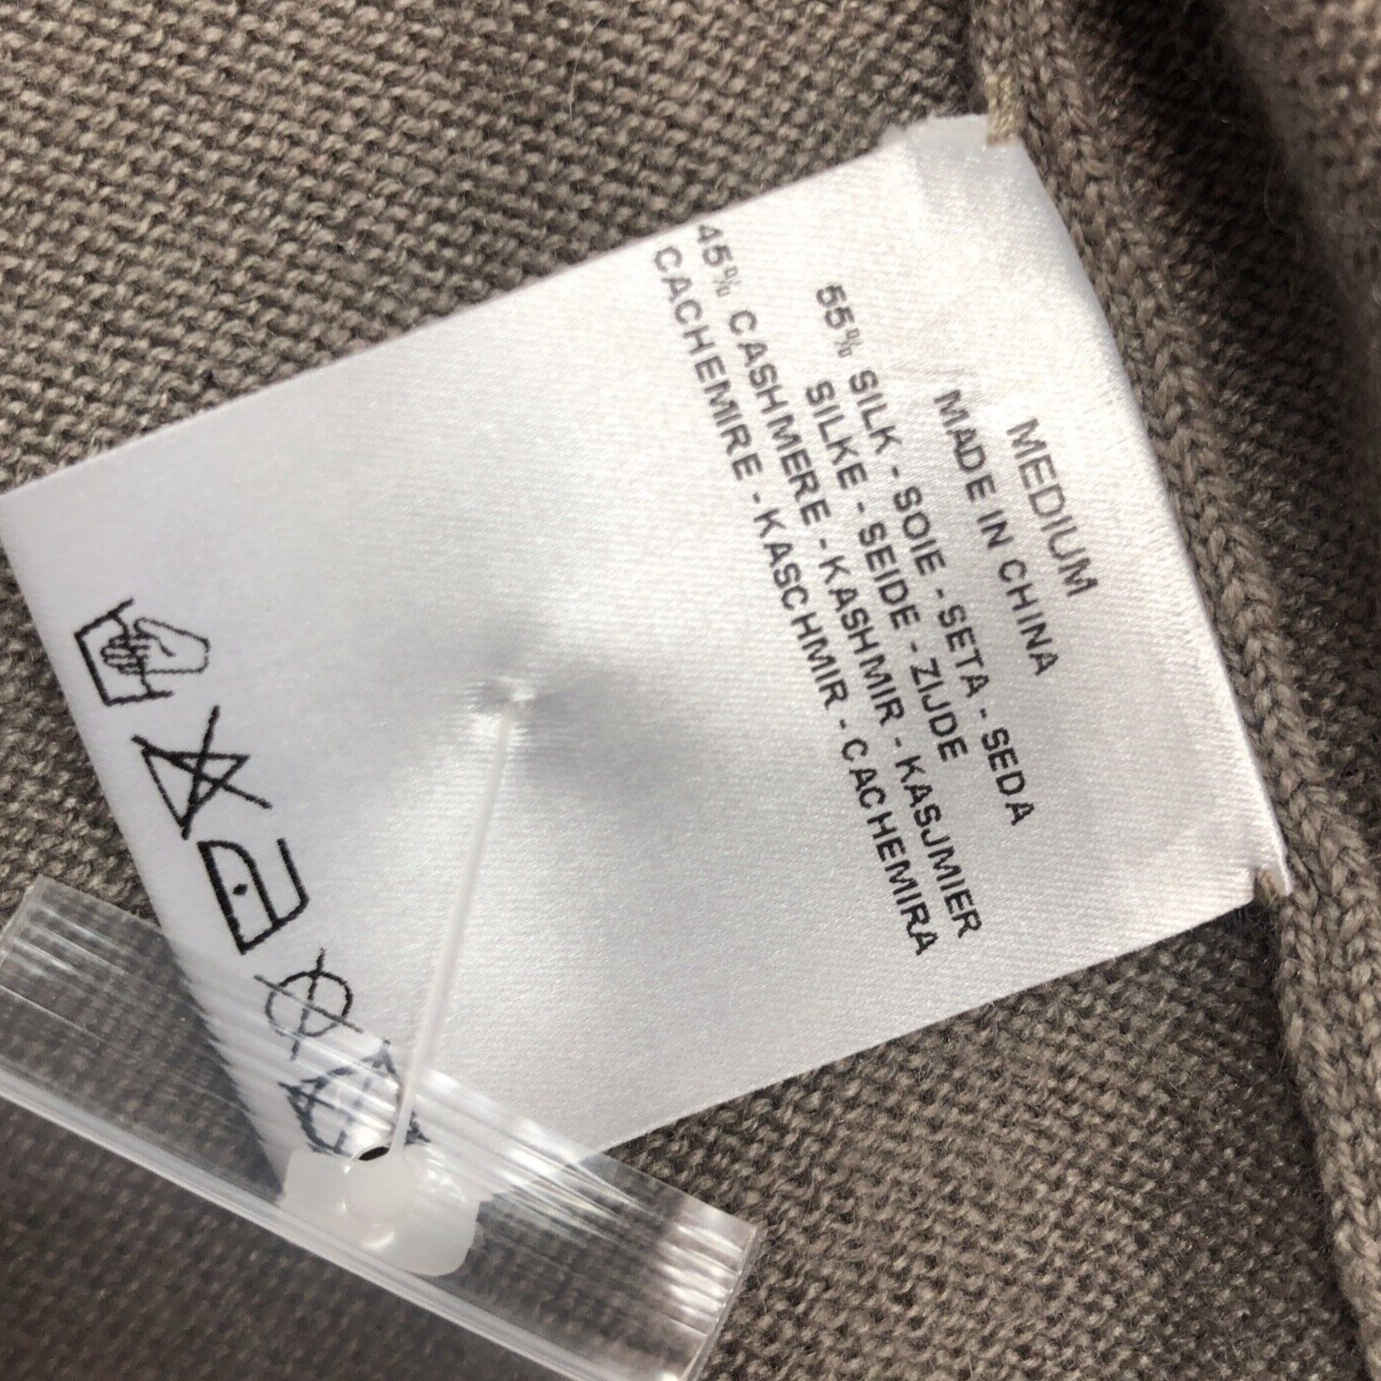 MEDIUM
MADE IN CHINA
55% SILK - SOIE - SETA - SEDA
SILKE - SEIDE - ZIJDE
45% CASHMERE - KASHMIR - KASJMIER
CACHEMIRE - KASCHMIR - CACHEMIRA